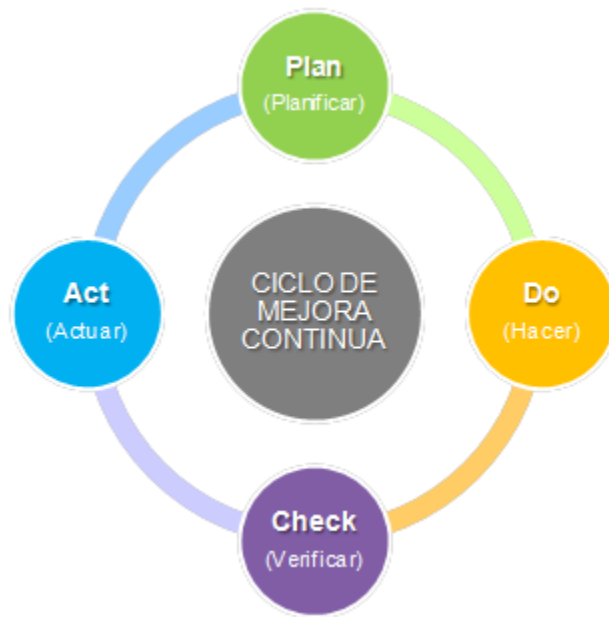 Plan
(Planificar)
Act
(Actuar)
CICLO DE
MEJORA
CONTINUA
Do
(Hacer)
Check
(Verificar)